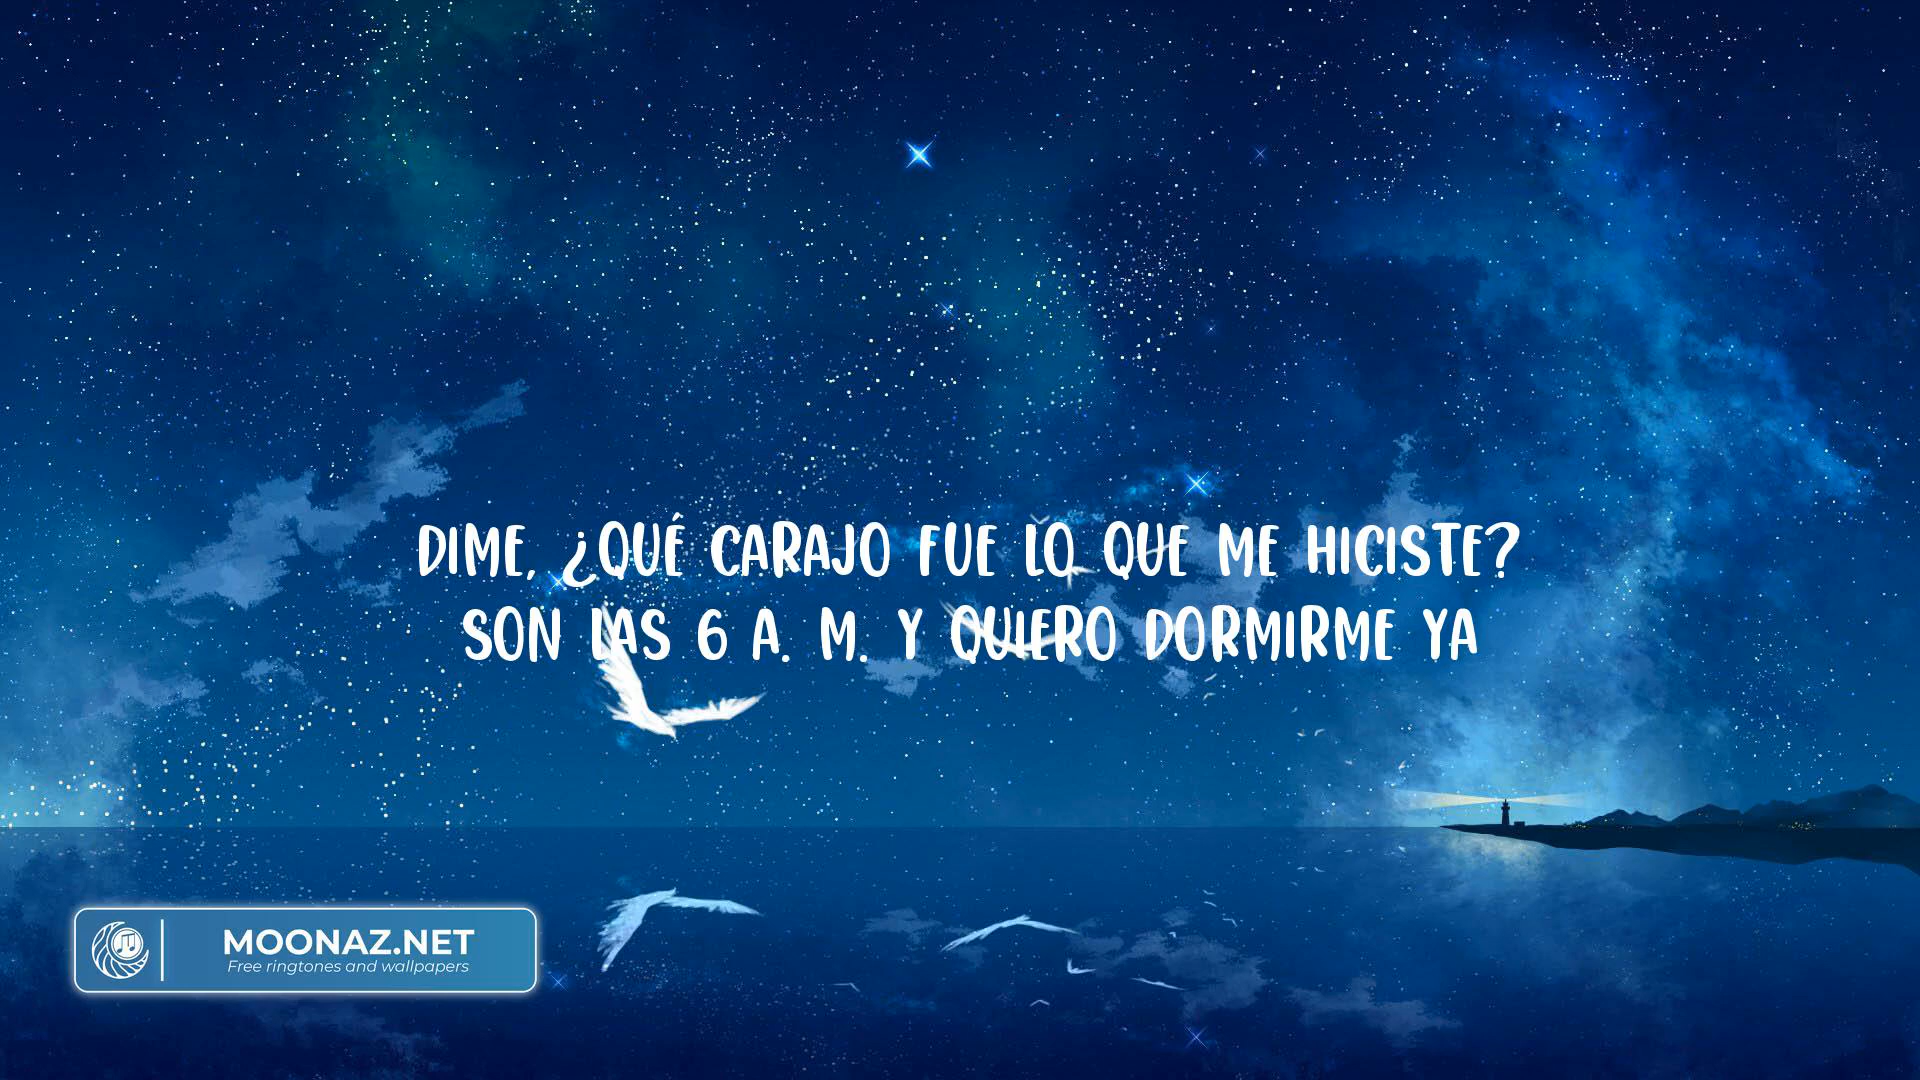 DIME, ¿QUÉ CARAJO FUE LO QUE ME HICISTE?
SON LAS 6 A. M. Y QUIERO DORMIRME YA
MOONAZ.NET
Free ringtones and wallpapers